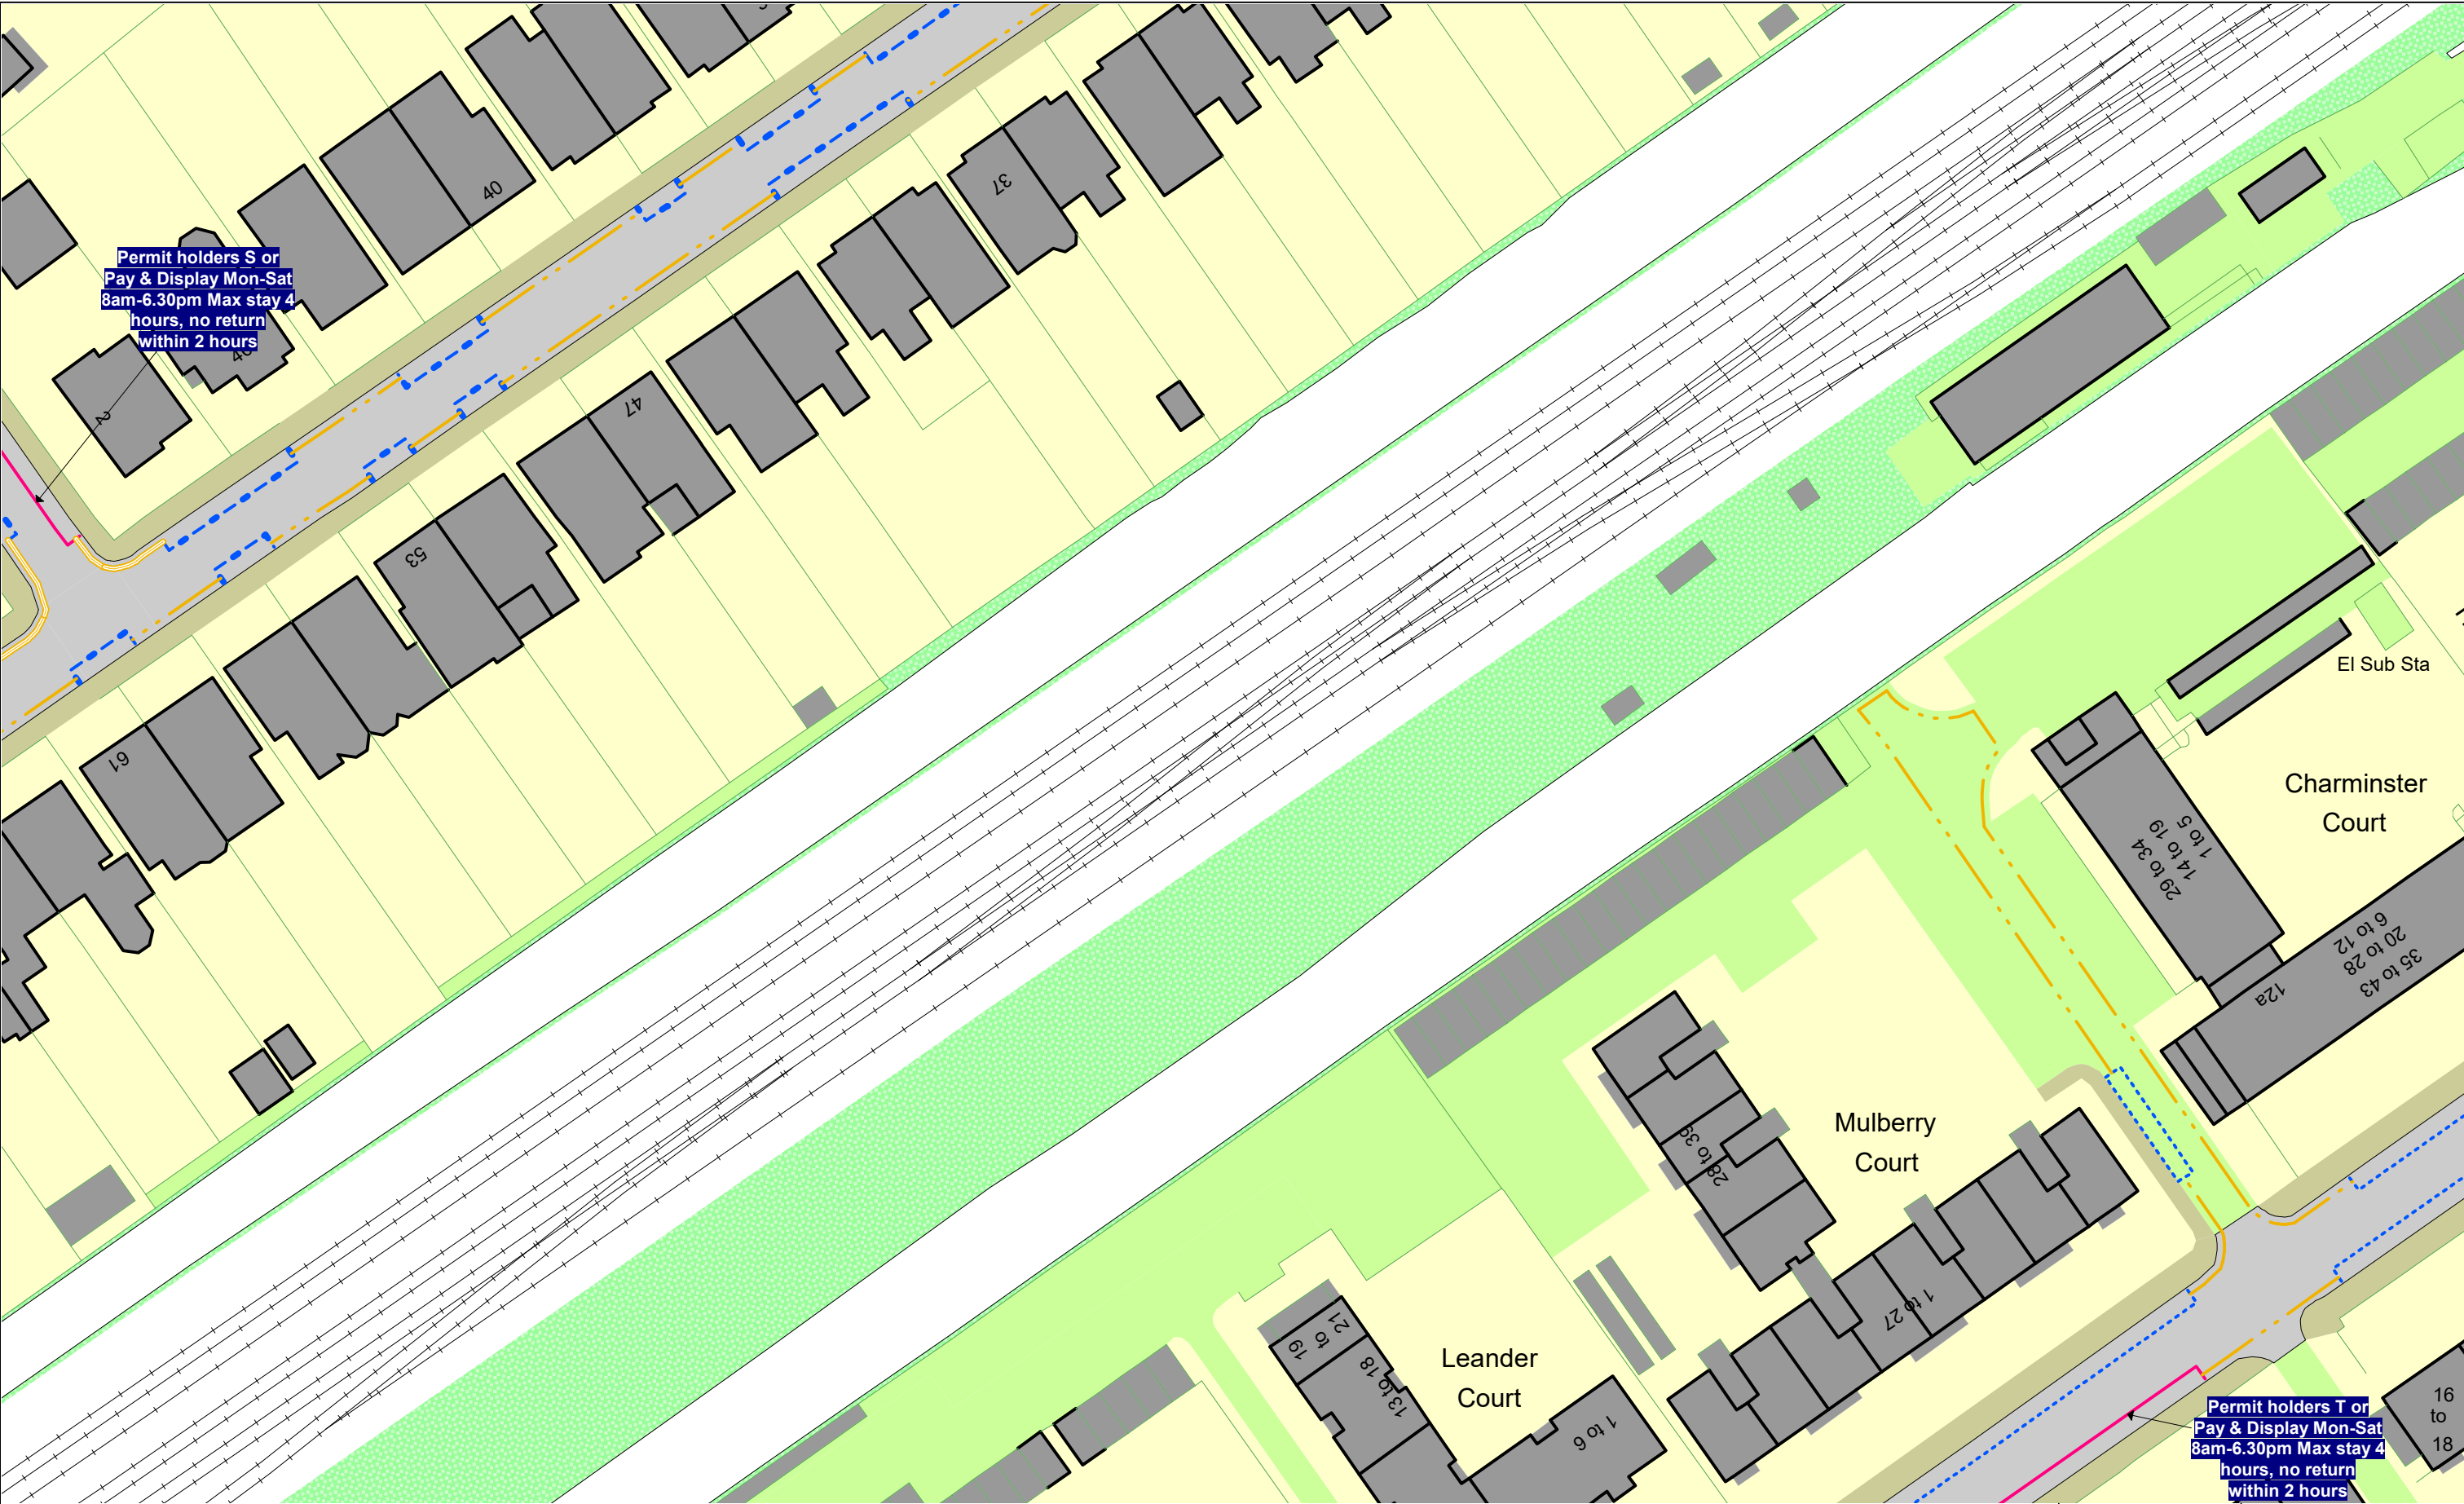 40
37
Permit holders S or
Pay & Display Mon-Sat
8am-6.30pm Max stay 4
hours, no return
within 2 hours
2
47
53
61
El Sub Sta
Charminster
Court
29 to 34
14 to 19
1 to 5
6 to 12
20 to 28
35 to 43
12a
Mulberry
Court
28 to 39
1 to 27
Leander
Court
19
to
21
13 to 18
1 to 6
16
to
18
Permit holders T or
Pay & Display Mon-Sat
8am-6.30pm Max stay 4
hours, no return
within 2 hours